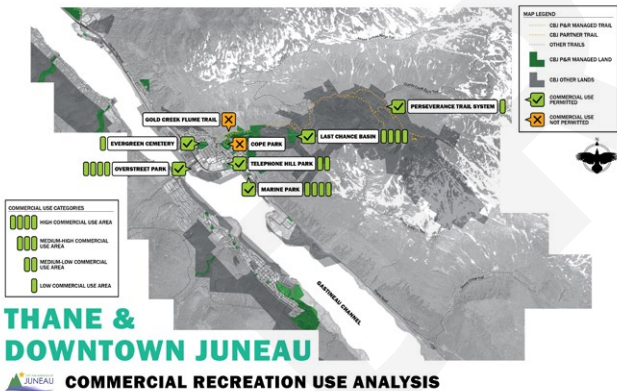 MAP LEGEND
CBJ P&R MANAGED TRAIL
CBJ PARTNER TRAIL
OTHER TRAILS
CBJ P&R MANAGED LAND
CBJ OTHER LANDS
COMMERCIAL USE
PERMITTED
COMMERCIAL USE
NOT PERMITTED
N
PERSEVERANCE TRAIL SYSTEM
GOLD CREEK FLUME TRAIL
LAST CHANCE BASIN
EVERGREEN CEMETERY
COPE PARK
OVERSTREET PARK
TELEPHONE HILL PARK
MARINE PARK
COMMERCIAL USE CATEGORIES
HIGH COMMERCIAL USE AREA
MEDIUM-HIGH COMMERCIAL
USE AREA
MEDIUM-LOW COMMERCIAL
USE AREA
LOW COMMERCIAL USE AREA
GASTINEAU CHANNEL
THANE &
DOWNTOWN JUNEAU
JUNEAU
COMMERCIAL RECREATION USE ANALYSIS